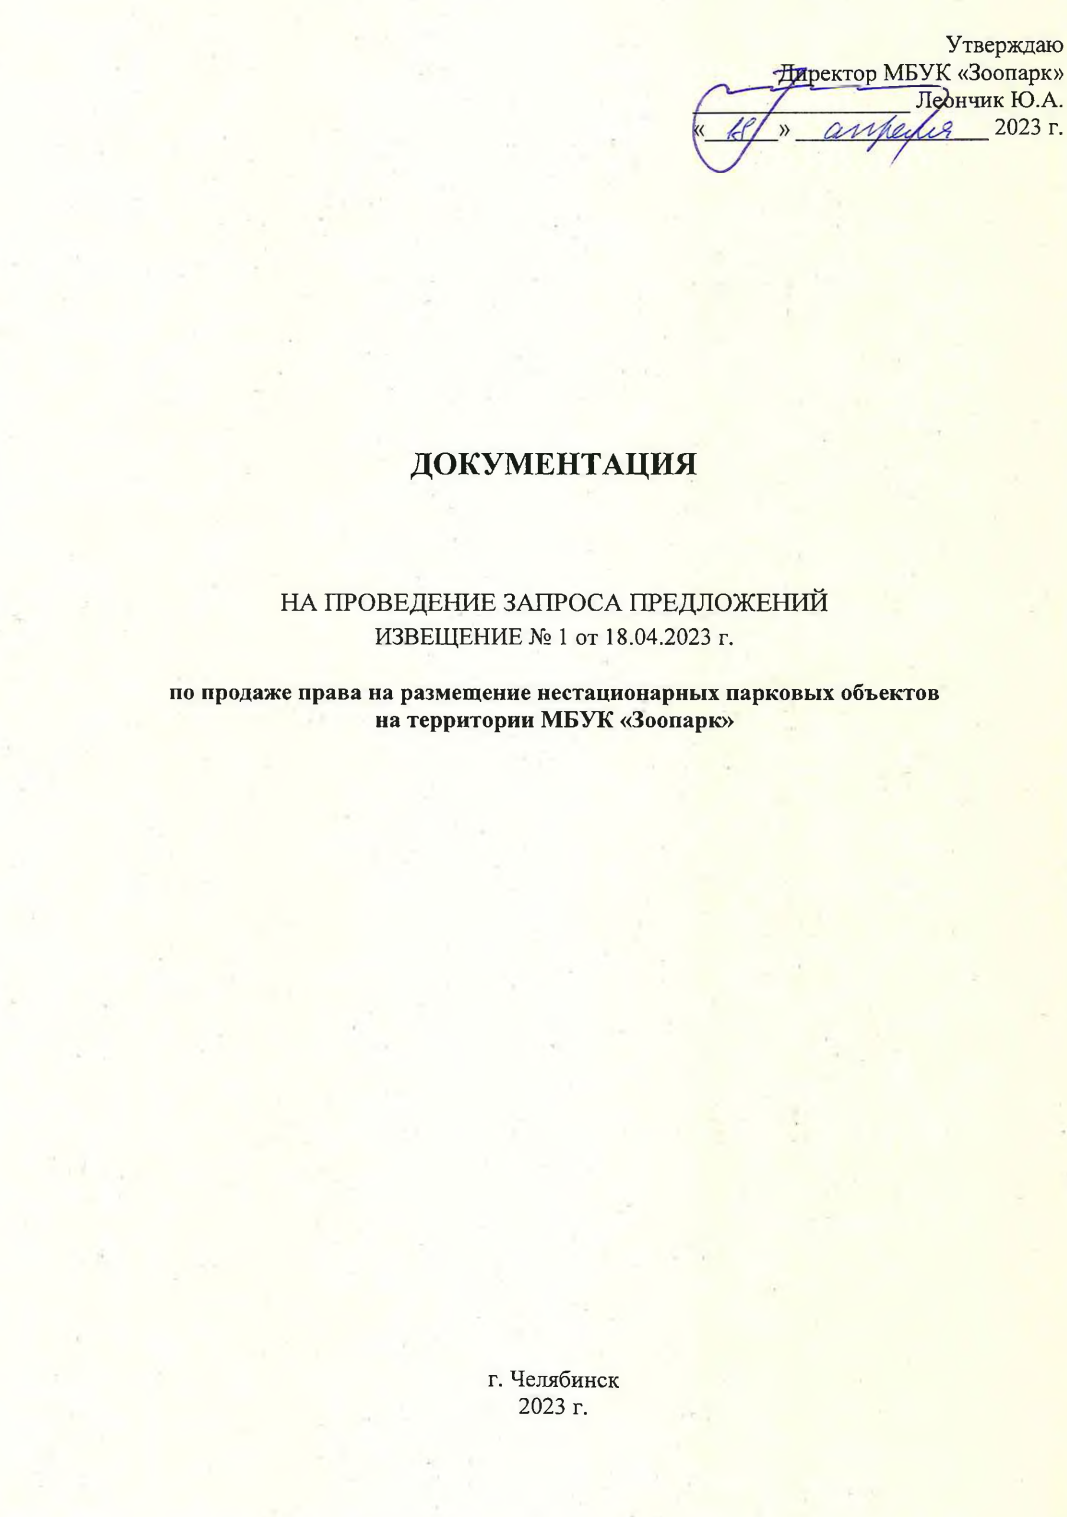 Утверждаю
Директор МБУК «Зоопарк»
__________________ Леончик Ю.А.
«18» апреля 2023 г.
ДОКУМЕНТАЦИЯ
НА ПРОВЕДЕНИЕ ЗАПРОСА ПРЕДЛОЖЕНИЙ
ИЗВЕЩЕНИЕ № 1 от 18.04.2023 г.
по продаже права на размещение нестационарных парковых объектов
на территории МБУК «Зоопарк»
г. Челябинск
2023 г.